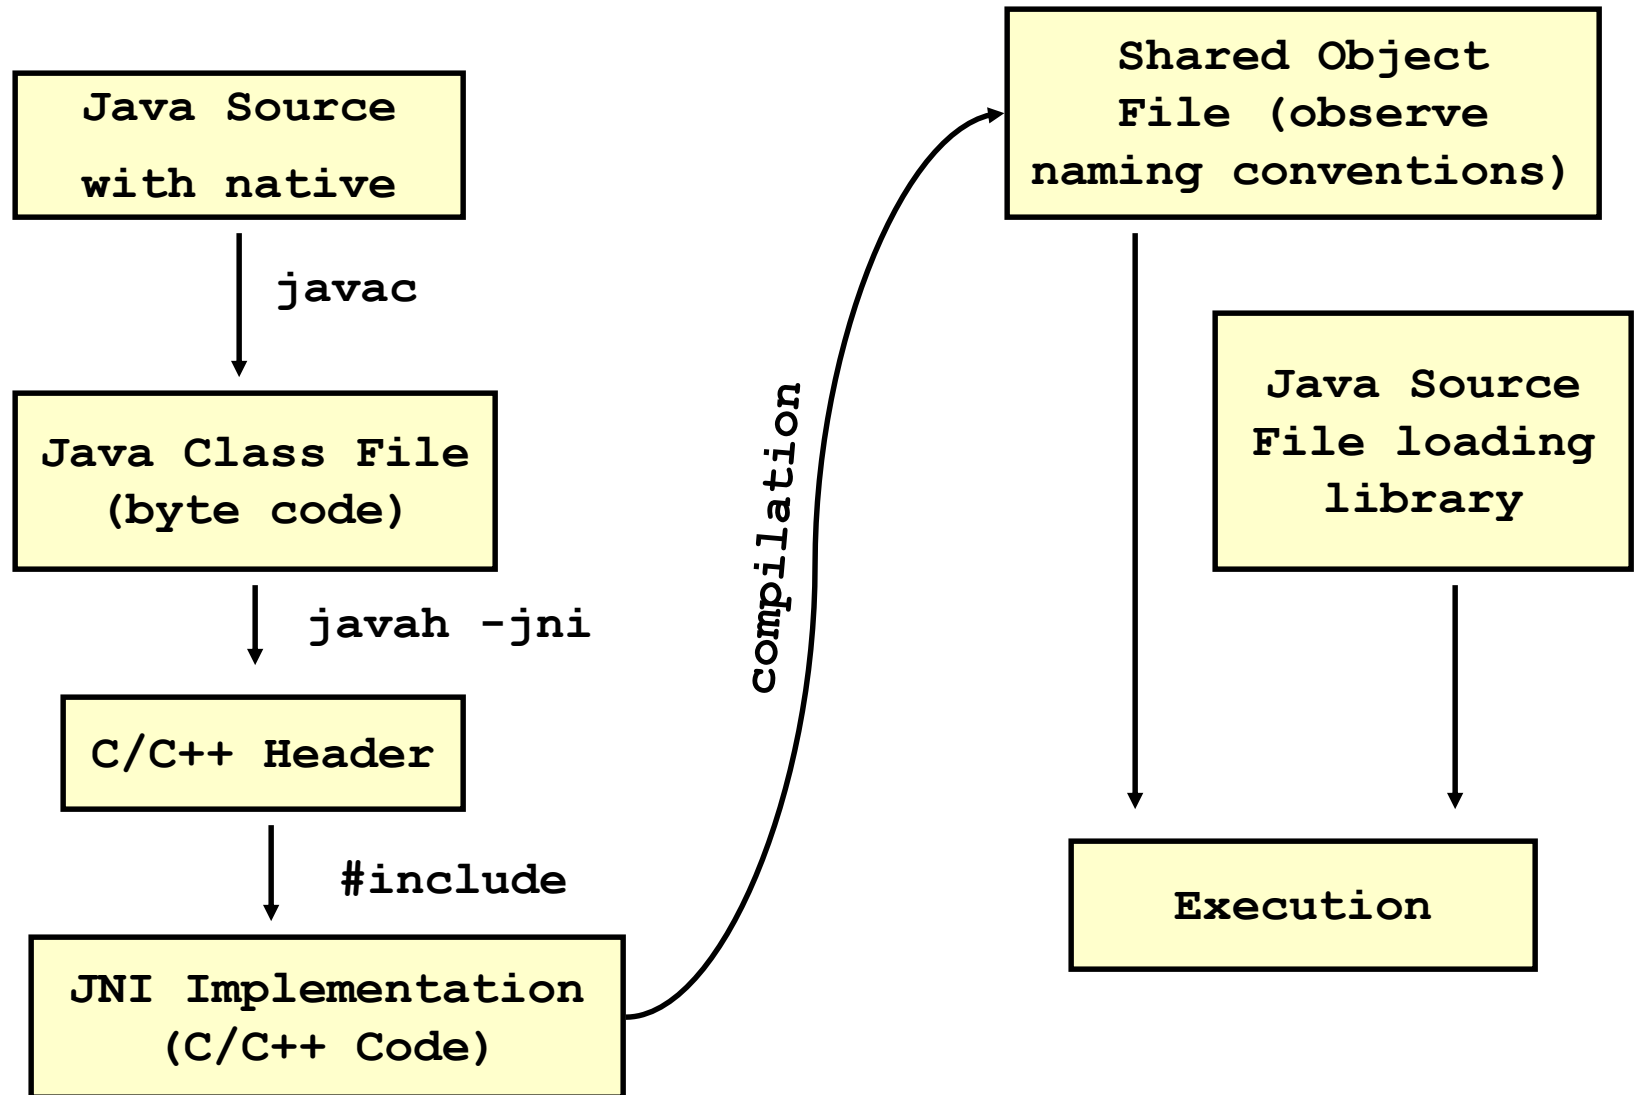 Java Source
with native
javac
Java Class File
(byte code)
javah -jni
C/C++ Header
#include
JNI Implementation
(C/C++ Code)
compilation
Shared Object
File (observe
naming conventions)
Java Source
File loading
library
Execution